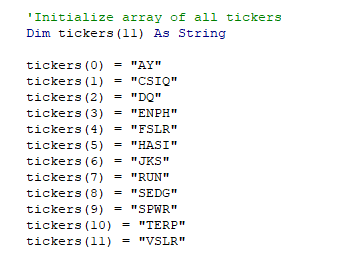 'Initialize array of all tickers
Dim tickers(11) As String
tickers(0) = "AY"
tickers(1) = "CSIQ"
tickers(2) = "DQ"
tickers(3) = "ENPH"
tickers(4) = "FSLR"
tickers(5) = "HASI"
tickers(6) = "JKS"
tickers(7) = "RUN"
tickers(8) = "SEDG"
tickers(9) = "SPWR"
tickers(10) = "TERP"
tickers(11) = "VSLR"